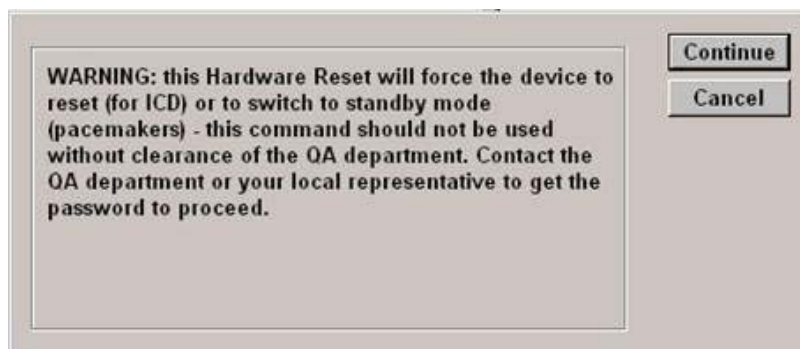 WARNING: this Hardware Reset will force the device to
reset (for ICD) or to switch to standby mode
(pacemakers) - this command should not be used
without clearance of the QA department. Contact the
QA department or your local representative to get the
password to proceed.
Continue
Cancel